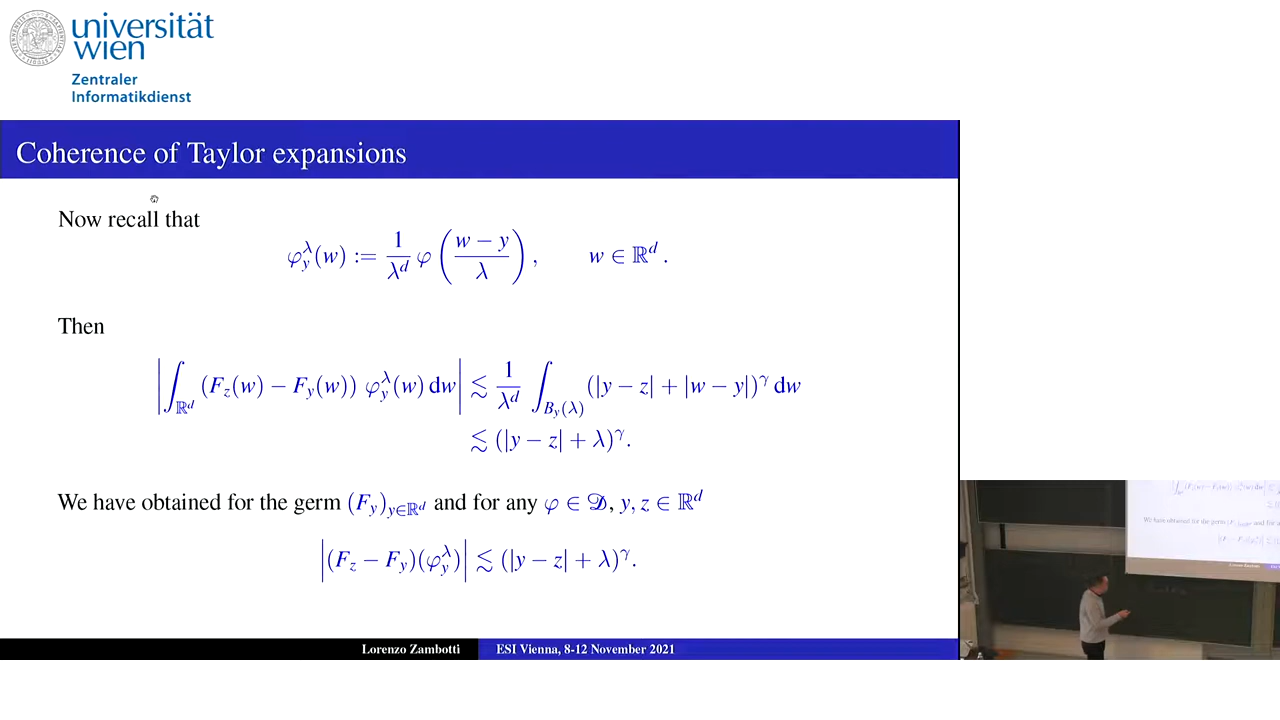 universität
wien
Zentraler
Informatikdienst
Coherence of Taylor expansions
Now recall that
φ_y^λ(w) := 1/λ^d φ((w − y)/λ), w ∈ ℝ^d.
Then
|∫_{ℝ^d} (F_z(w) − F_y(w)) φ_y^λ(w) dw| ≲ 1/λ^d ∫_{B_y(λ)} (|y − z| + |w − y|)^γ dw
≲ (|y − z| + λ)^γ.
We have obtained for the germ (F_y)_{y∈ℝ^d} and for any φ ∈ 𝒟, y, z ∈ ℝ^d
|(F_z − F_y)(φ_y^λ)| ≲ (|y − z| + λ)^γ.
Lorenzo Zambotti ESI Vienna, 8-12 November 2021